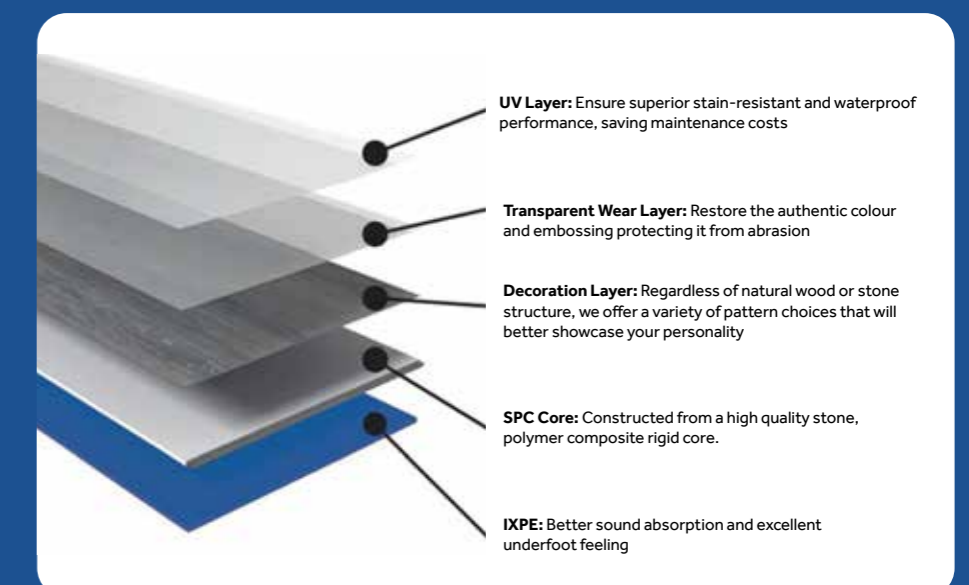 UV Layer: Ensure superior stain-resistant and waterproof
performance, saving maintenance costs
Transparent Wear Layer: Restore the authentic colour
and embossing protecting it from abrasion
Decoration Layer: Regardless of natural wood or stone
structure, we offer a variety of pattern choices that will
better showcase your personality
SPC Core: Constructed from a high quality stone,
polymer composite rigid core.
IXPE: Better sound absorption and excellent
underfoot feeling